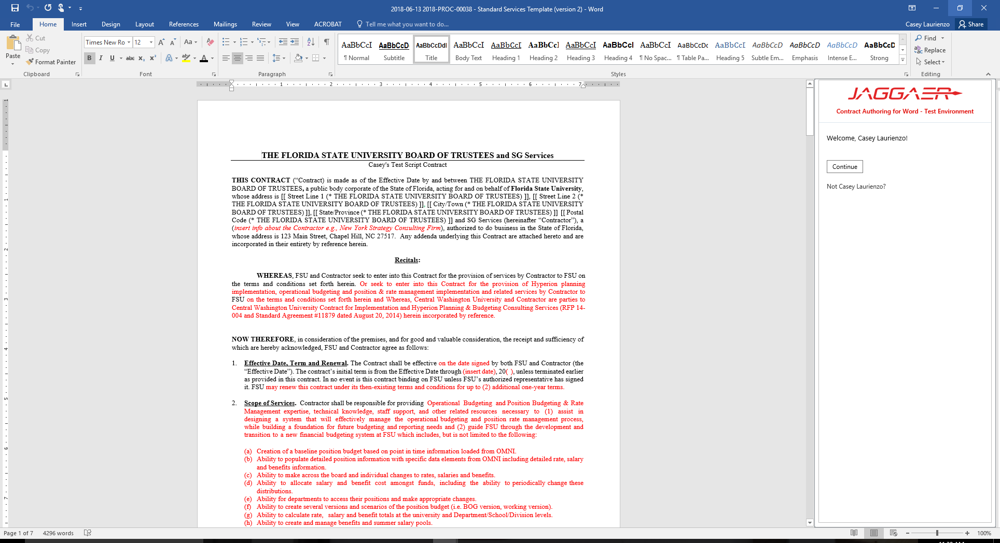 2018-06-13 2018-PROC-00038 - Standard Services Template (version 2) - Word
File Home Insert Design Layout References Mailings Review View ACROBAT Tell me what you want to do... Casey Laurienzo Share
Paste
Cut
Copy
Format Painter
Clipboard
Times New Ro 12
Aa
B I U abc x₂ x²
Font
Paragraph
AaBbCcI AaBbCcD AaBbCcDdI AaBbCcI AaBbCcI AaBbCcI AaBbCcI AaBbCcI AaBbCcI AaBbCcDc AaBbCcI AaBbCcD AaBbCcD AaBbCcD AaBbCcD
¶ Normal Subtitle Title Body Text Heading 1 Heading 2 Heading 3 Heading 4 ¶ No Spac... ¶ Table Pa... Heading 5 Subtle Em... Emphasis Intense E... Strong
Styles
Find
Replace
Select
Editing
1 2 3 4 5 6 7
THE FLORIDA STATE UNIVERSITY BOARD OF TRUSTEES and SG Services
Casey's Test Script Contract
THIS CONTRACT (“Contract) is made as of the Effective Date by and between THE FLORIDA STATE UNIVERSITY
BOARD OF TRUSTEES, a public body corporate of the State of Florida, acting for and on behalf of Florida State University,
whose address is [[ Street Line 1 (* THE FLORIDA STATE UNIVERSITY BOARD OF TRUSTEES) ]], [[ Street Line 2 (*
THE FLORIDA STATE UNIVERSITY BOARD OF TRUSTEES) ]], [[ City/Town (* THE FLORIDA STATE UNIVERSITY
BOARD OF TRUSTEES) ]], [[ State/Province (* THE FLORIDA STATE UNIVERSITY BOARD OF TRUSTEES) ]] [[ Postal
Code (* THE FLORIDA STATE UNIVERSITY BOARD OF TRUSTEES) ]] and SG Services (hereinafter “Contractor”), a
(insert info about the Contractor e.g., New York Strategy Consulting Firm), authorized to do business in the State of Florida,
whose address is 123 Main Street, Chapel Hill, NC 27517. Any addenda underlying this Contract are attached hereto and are
incorporated in their entirety by reference herein.
Recitals:
WHEREAS, FSU and Contractor seek to enter into this Contract for the provision of services by Contractor to FSU on
the terms and conditions set forth herein. Or seek to enter into this Contract for the provision of Hyperion planning
implementation, operational budgeting and position & rate management implementation and related services by Contractor to
FSU on the terms and conditions set forth herein and Whereas, Central Washington University and Contractor are parties to
Central Washington University Contract for Implementation and Hyperion Planning & Budgeting Consulting Services (RFP 14-
004 and Standard Agreement #11879 dated August 20, 2014) herein incorporated by reference.
NOW THEREFORE, in consideration of the premises, and for good and valuable consideration, the receipt and sufficiency of
which are hereby acknowledged, FSU and Contractor agree as follows:
1. Effective Date, Term and Renewal. The Contract shall be effective on the date signed by both FSU and Contractor (the
“Effective Date”). The contract’s initial term is from the Effective Date through (insert date), 20( ), unless terminated earlier
as provided in this contract. In no event is this contract binding on FSU unless FSU’s authorized representative has signed
it. FSU may renew this contract under its then-existing terms and conditions for up to (2) additional one-year terms.
2. Scope of Services. Contractor shall be responsible for providing Operational Budgeting and Position Budgeting & Rate
Management expertise, technical knowledge, staff support, and other related resources necessary to (1) assist in
designing a system that will effectively manage the operational budgeting and position rate management process,
while building a foundation for future budgeting and reporting needs and (2) guide FSU through the development and
transition to a new financial budgeting system at FSU which includes, but is not limited to the following:
(a) Creation of a baseline position budget based on point in time information loaded from OMNI.
(b) Ability to populate detailed position information with specific data elements from OMNI including detailed rate, salary
and benefits information.
(c) Ability to make across the board and individual changes to rates, salaries and benefits.
(d) Ability to allocate salary and benefit cost amongst funds, including the ability to periodically change these
distributions.
(e) Ability for departments to access their positions and make appropriate changes.
(f) Ability to create several versions and scenarios of the position budget (i.e. BOG version, working version).
(g) Ability to calculate rate, salary and benefit totals at the university and Department/School/Division levels.
(h) Ability to create and manage benefits and summer salary pools.
JAGGAER
Contract Authoring for Word - Test Environment
Welcome, Casey Laurienzo!
Continue
Not Casey Laurienzo?
Page 1 of 7 4296 words
100%